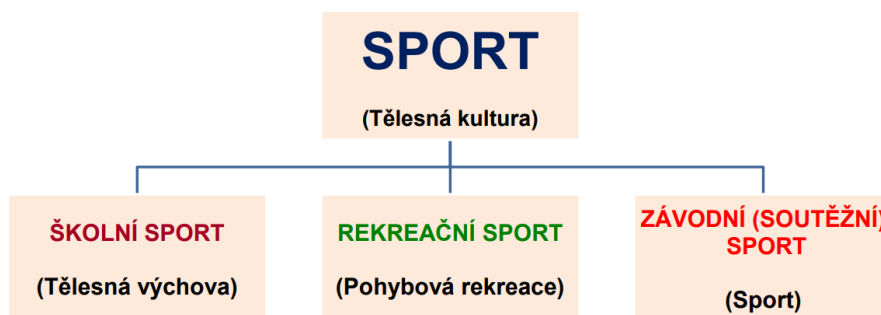 SPORT
(Tělesná kultura)
ŠKOLNÍ SPORT
(Tělesná výchova)
REKREAČNÍ SPORT
(Pohybová rekreace)
ZÁVODNÍ (SOUTĚŽNÍ)
SPORT
(Sport)